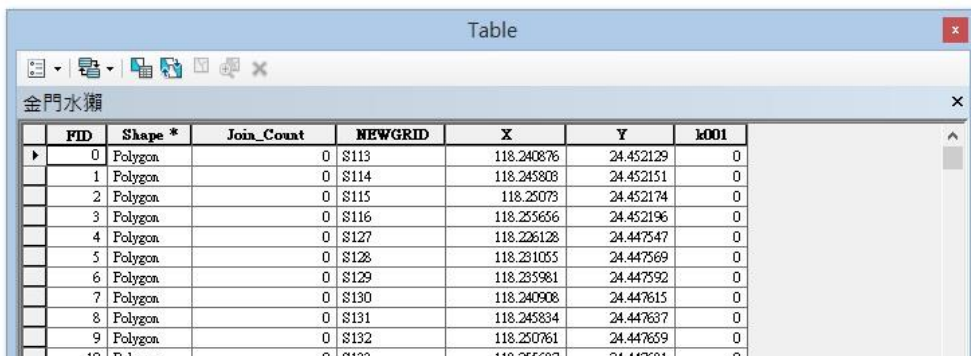 Table
金門水獺
FID Shape * Join_Count NEWGRID X Y k001
0 Polygon 0 S113 118.240876 24.452129 0
1 Polygon 0 S114 118.245803 24.452151 0
2 Polygon 0 S115 118.25073 24.452174 0
3 Polygon 0 S116 118.255656 24.452196 0
4 Polygon 0 S127 118.226128 24.447547 0
5 Polygon 0 S128 118.231055 24.447569 0
6 Polygon 0 S129 118.235981 24.447592 0
7 Polygon 0 S130 118.240908 24.447615 0
8 Polygon 0 S131 118.245834 24.447637 0
9 Polygon 0 S132 118.250761 24.447659 0